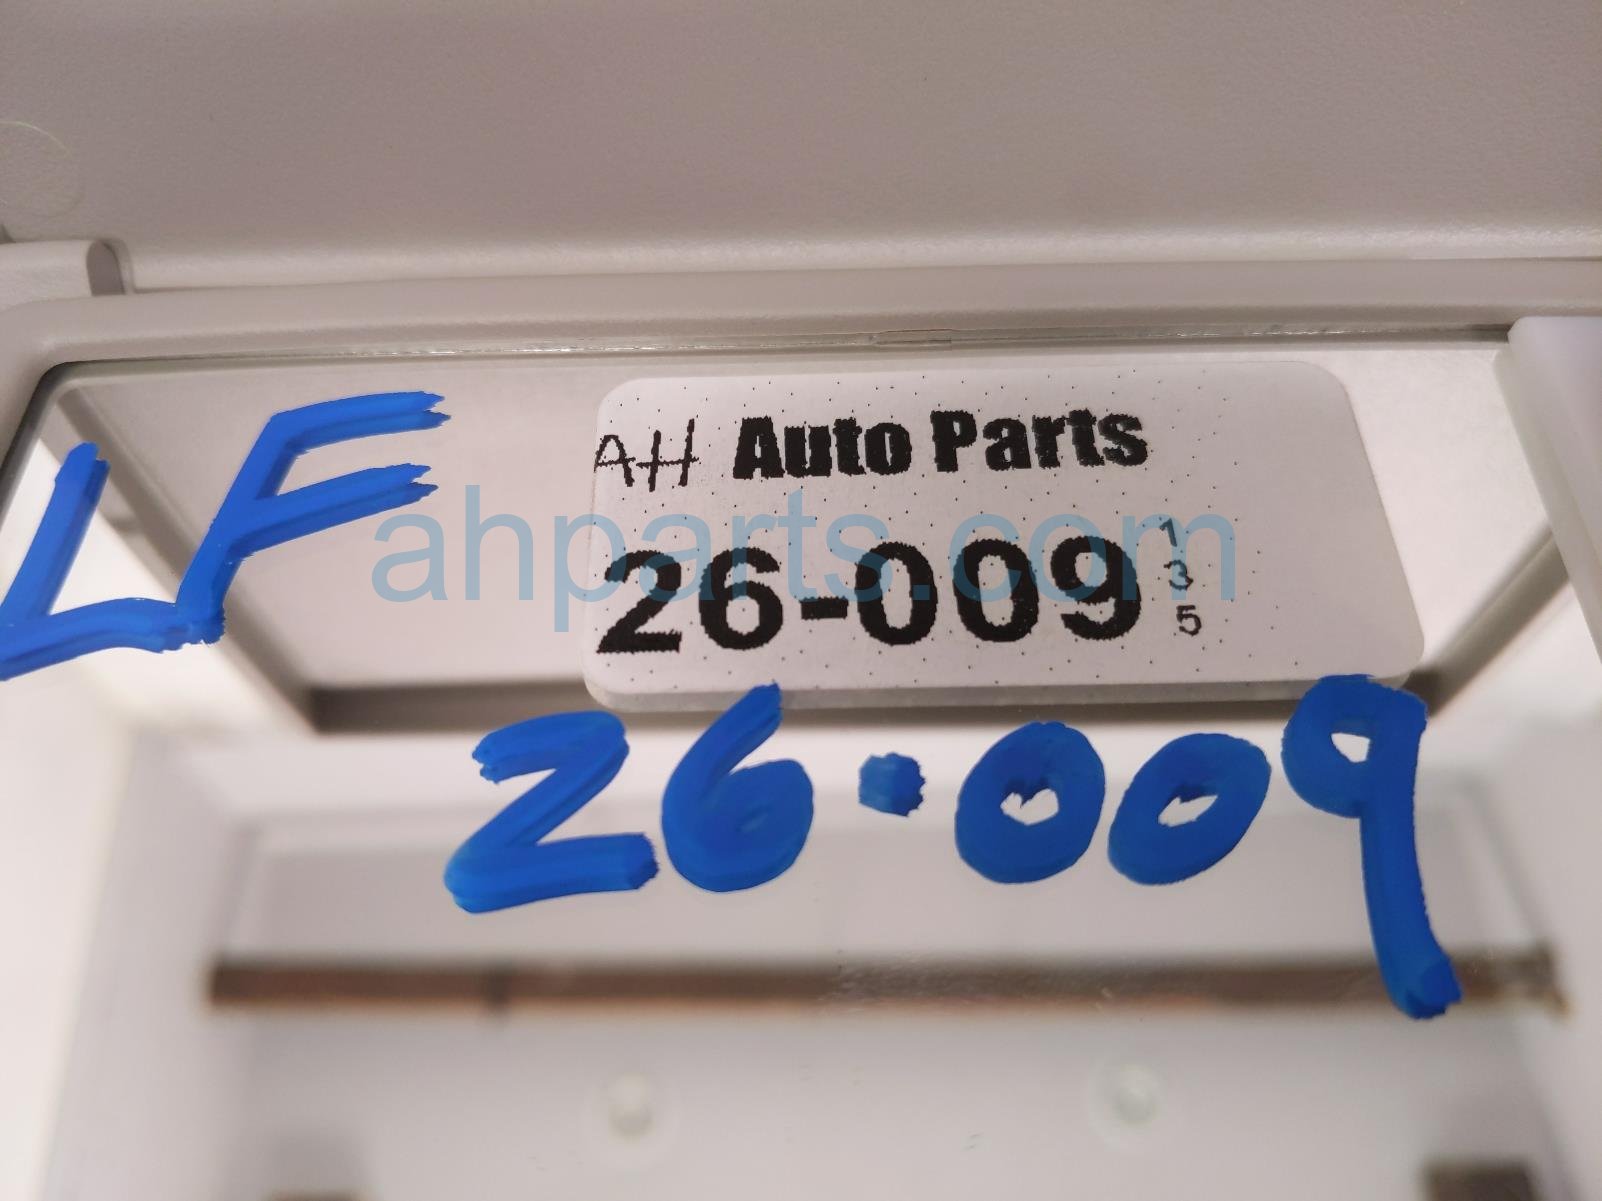 LF
AH Auto Parts
ahparts.com
26-009
1
3
5
26.009